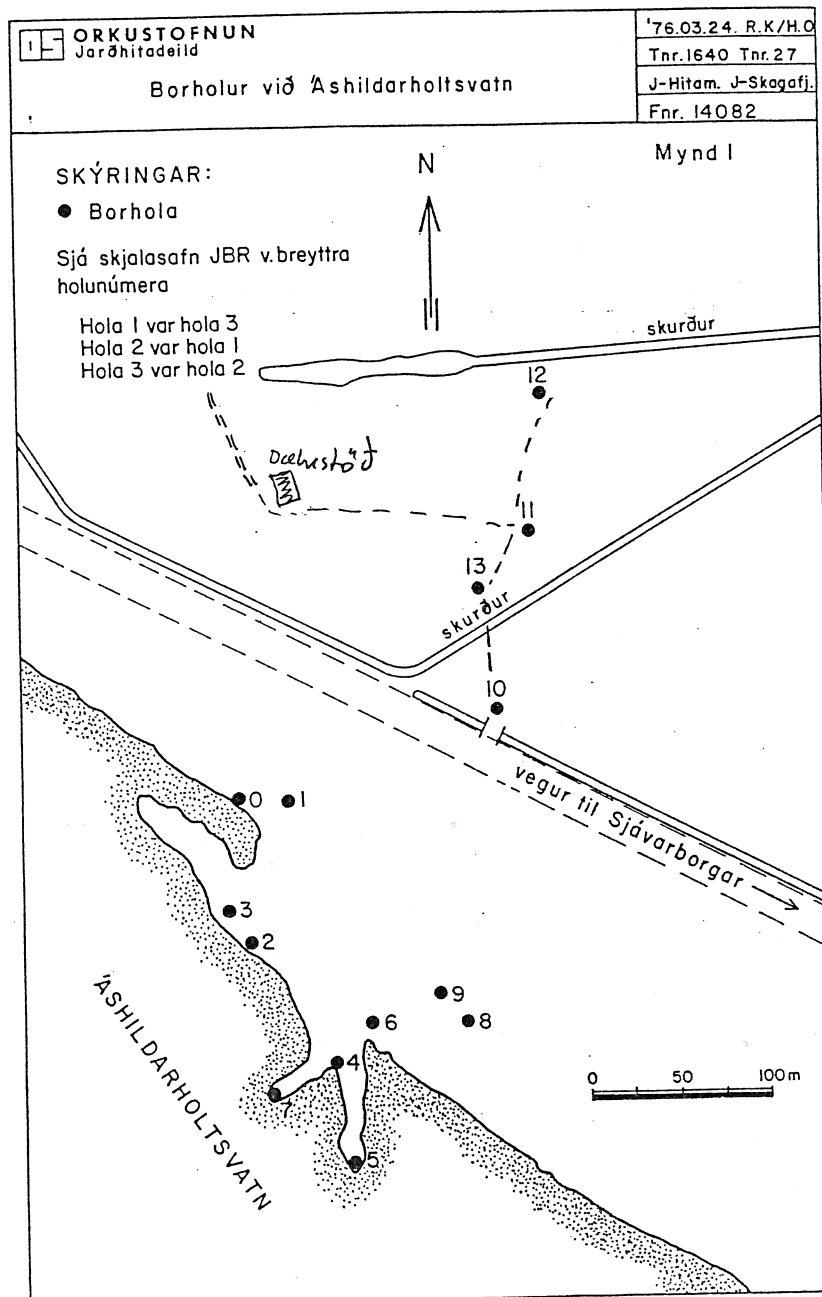 ORKUSTOFNUN
Jarðhitadeild
Borholur við Áshildarholtsvatn
'76.03.24. R.K/H.O
Tnr.1640 Tnr.27
J-Hitam. J-Skagafj.
Fnr. 14082
Mynd 1
SKÝRINGAR:
Borhola
Sjá skjalasafn JBR v. breyttra
holunúmera
Hola 1 var hola 3
Hola 2 var hola 1
Hola 3 var hola 2
N
skurður
12
Dælustöð
11
13
skurður
10
vegur til Sjávarborgar
0
1
3
2
9
8
6
4
7
5
ÁSHILDARHOLTSVATN
0 50 100 m